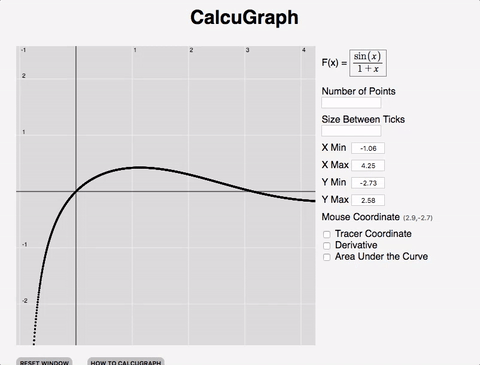 CalcuGraph
-1 1 2 3 4
2
1
-1
-2
F(x) = sin(x) / 1 + x
Number of Points
Size Between Ticks
X Min -1.06
X Max 4.25
Y Min -2.73
Y Max 2.58
Mouse Coordinate (2.9,-2.7)
Tracer Coordinate
Derivative
Area Under the Curve
RESET WINDOW HOW TO CALCUGRAPH